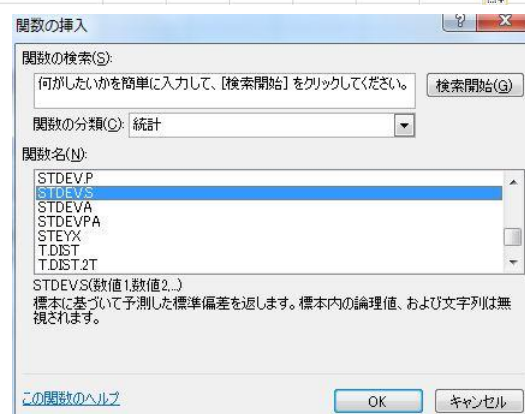 関数の挿入
関数の検索(S):
何がしたいかを簡単に入力して、[検索開始] をクリックしてください。
検索開始(G)
関数の分類(C): 統計
関数名(N):
STDEV.P
STDEV.S
STDEVA
STDEVPA
STEYX
T.DIST
T.DIST.2T
STDEV.S(数値1,数値2,...)
標本に基づいて予測した標準偏差を返します。標本内の論理値、および文字列は無
視されます。
この関数のヘルプ
OK
キャンセル